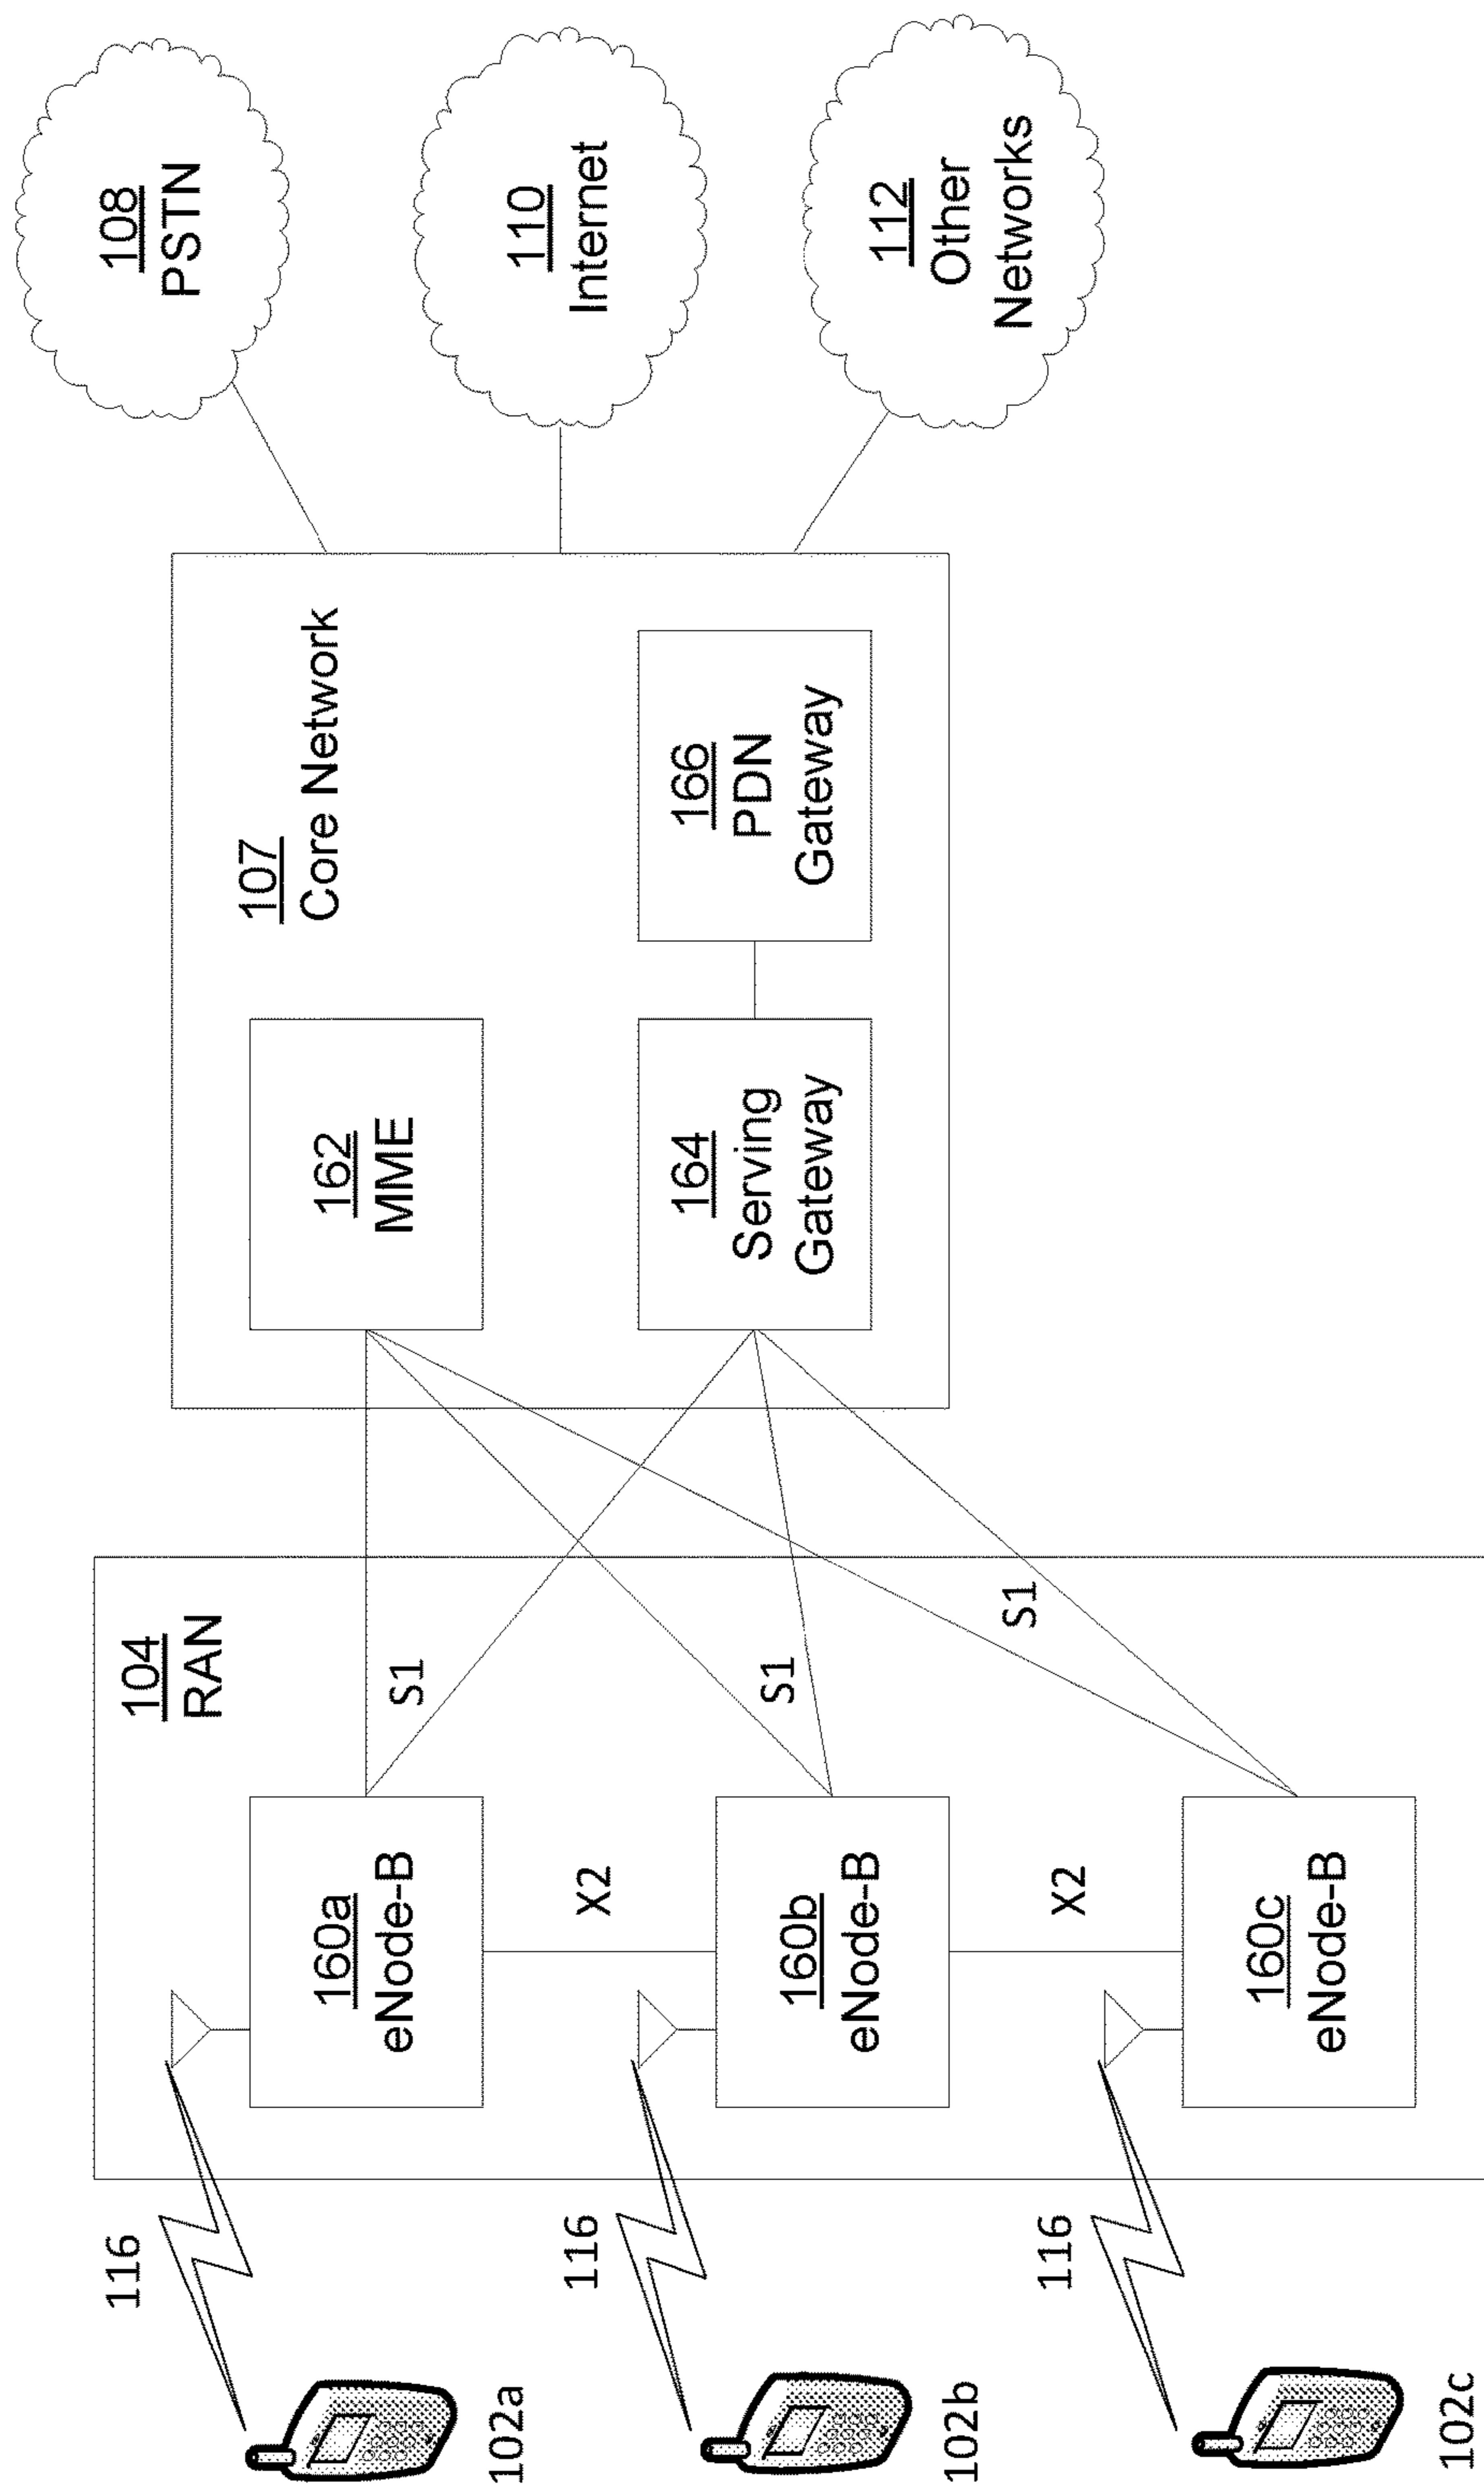 102a
116
160a
eNode-B
104
RAN
S1
X2
102b
116
160b
eNode-B
S1
X2
102c
116
160c
eNode-B
S1
107
Core Network
162
MME
164
Serving
Gateway
166
PDN
Gateway
108
PSTN
110
Internet
112
Other
Networks